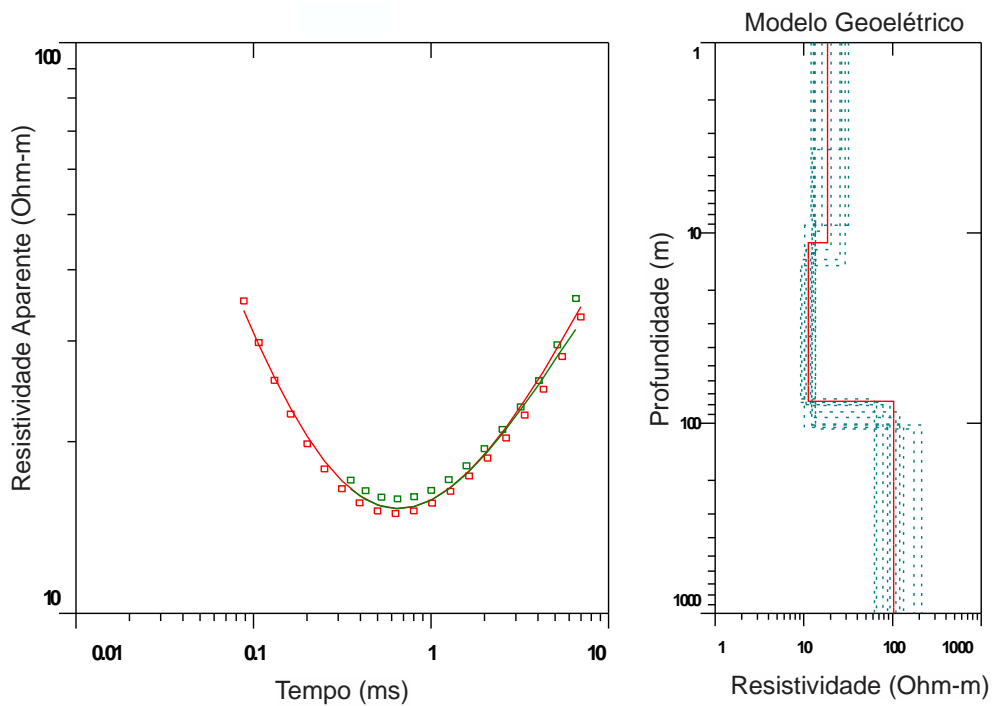 100
10
Resistividade Aparente (Ohm-m)
0.01 0.1 1 10
Tempo (ms)
Modelo Geoelétrico
1
10
100
1000
Profundidade (m)
1 10 100 1000
Resistividade (Ohm-m)